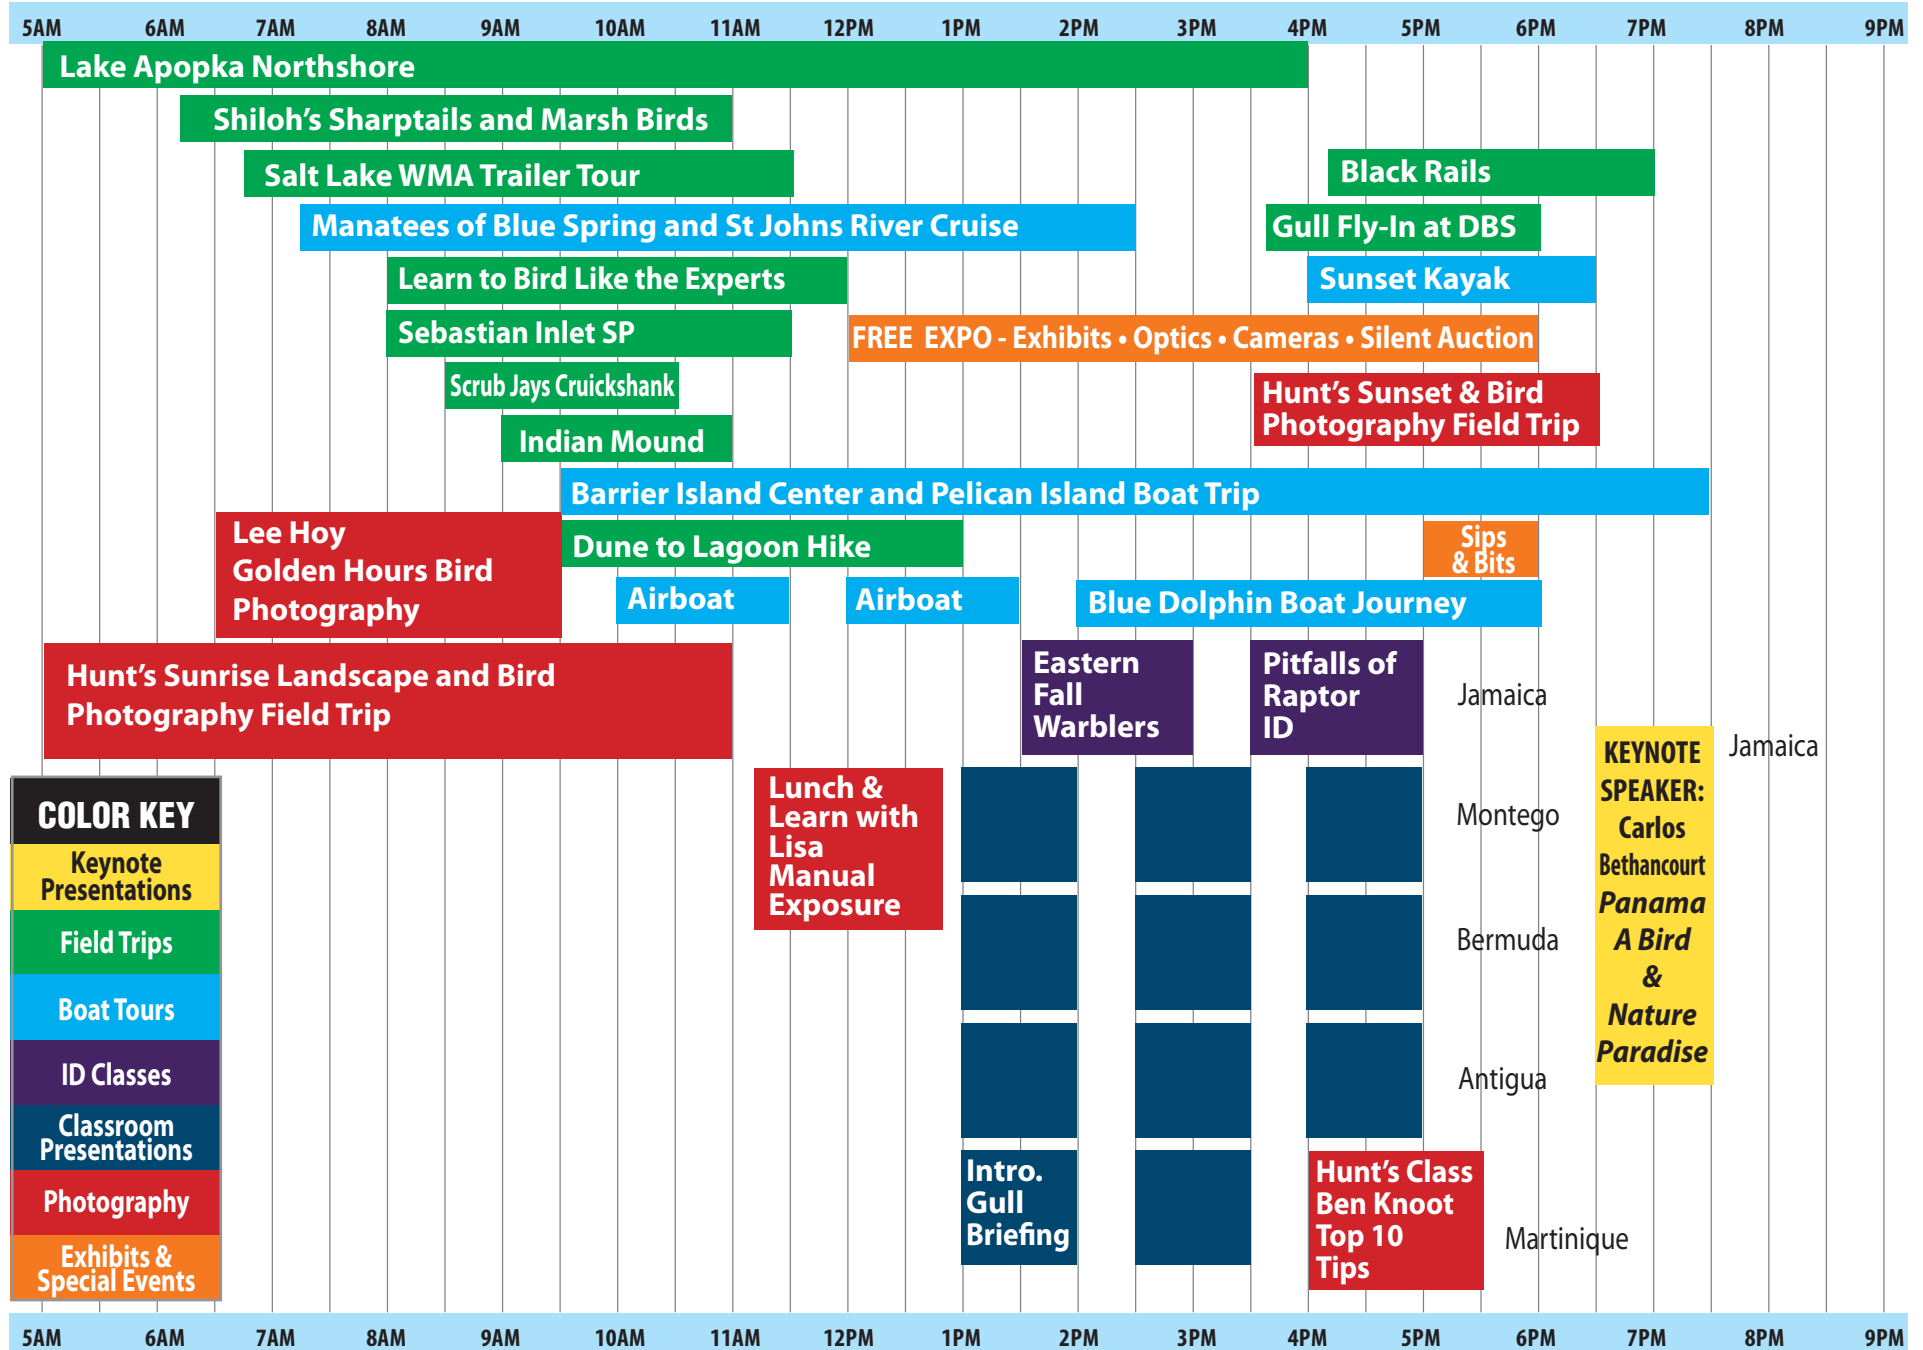 5AM 6AM 7AM 8AM 9AM 10AM 11AM 12PM 1PM 2PM 3PM 4PM 5PM 6PM 7PM 8PM 9PM
Lake Apopka Northshore
Shiloh's Sharptails and Marsh Birds
Salt Lake WMA Trailer Tour
Black Rails
Manatees of Blue Spring and St Johns River Cruise
Gull Fly-In at DBS
Learn to Bird Like the Experts
Sunset Kayak
Sebastian Inlet SP
FREE EXPO - Exhibits • Optics • Cameras • Silent Auction
Scrub Jays Cruickshank
Hunt's Sunset & Bird
Photography Field Trip
Indian Mound
Barrier Island Center and Pelican Island Boat Trip
Lee Hoy
Golden Hours Bird
Photography
Dune to Lagoon Hike
Sips
& Bits
Airboat
Airboat
Blue Dolphin Boat Journey
Hunt's Sunrise Landscape and Bird
Photography Field Trip
Eastern
Fall
Warblers
Pitfalls of
Raptor
ID
Jamaica
KEYNOTE
SPEAKER:
Carlos
Bethancourt
Panama
A Bird
&
Nature
Paradise
Jamaica
Lunch &
Learn with
Lisa
Manual
Exposure
Montego
Bermuda
Antigua
Intro.
Gull
Briefing
Hunt's Class
Ben Knoot
Top 10
Tips
Martinique
COLOR KEY
Keynote
Presentations
Field Trips
Boat Tours
ID Classes
Classroom
Presentations
Photography
Exhibits &
Special Events
5AM 6AM 7AM 8AM 9AM 10AM 11AM 12PM 1PM 2PM 3PM 4PM 5PM 6PM 7PM 8PM 9PM